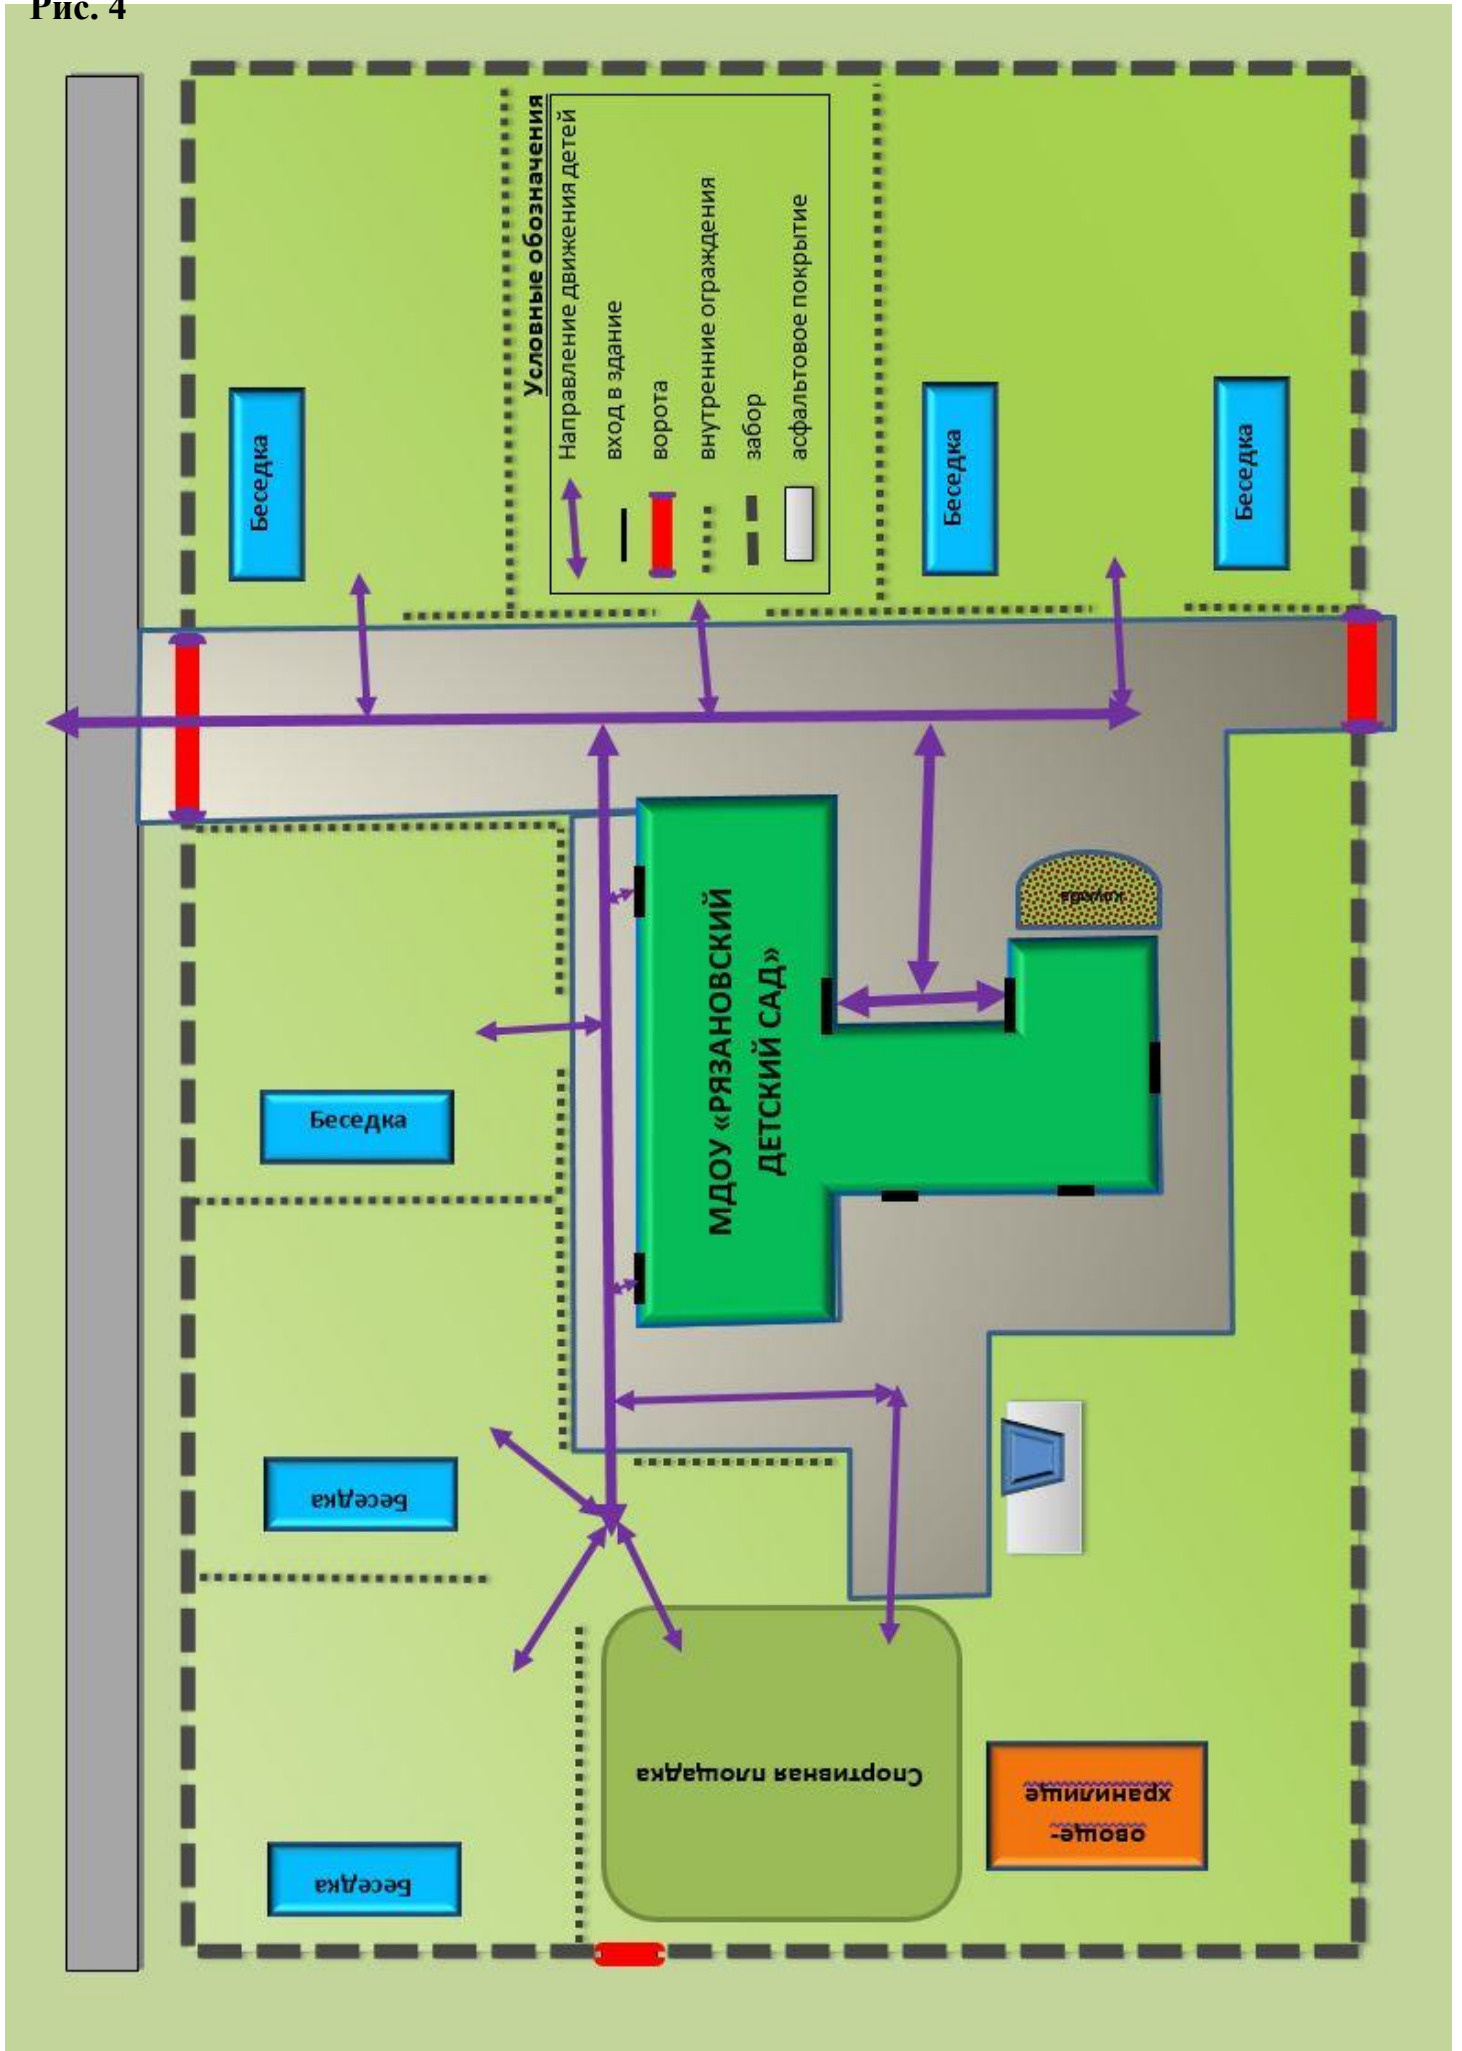 Рис. 4
Условные обозначения
Направление движения детей
вход в здание
ворота
внутренние ограждения
забор
асфальтовое покрытие
Беседка
Беседка
Беседка
МДОУ «РЯЗАНОВСКИЙ
ДЕТСКИЙ САД»
клумба
Беседка
Беседка
Беседка
Спортивная площадка
овоще-
хранилище